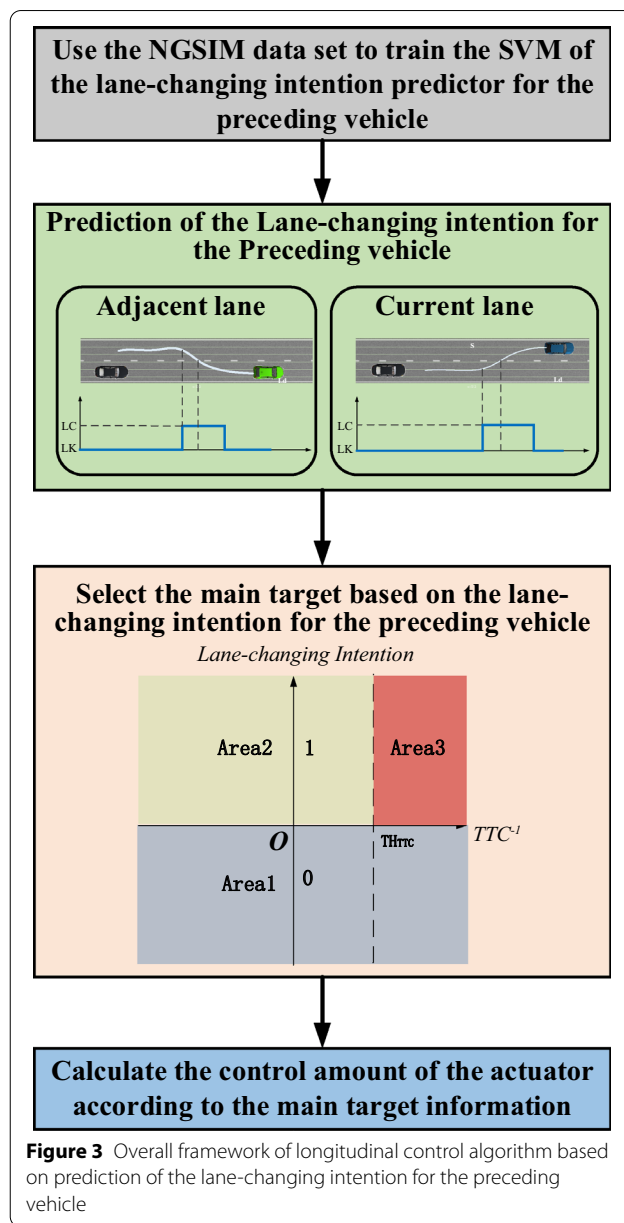 Use the NGSIM data set to train the SVM of
the lane-changing intention predictor for the
preceding vehicle
Prediction of the Lane-changing intention for
the Preceding vehicle
Adjacent lane
Ld
LC
LK
Current lane
S
Ld
LC
LK
Select the main target based on the lane-
changing intention for the preceding vehicle
Lane-changing Intention
Area2 1 Area3
O THTTC TTC-1
Area1 0
Calculate the control amount of the actuator
according to the main target information
Figure 3 Overall framework of longitudinal control algorithm based
on prediction of the lane-changing intention for the preceding
vehicle